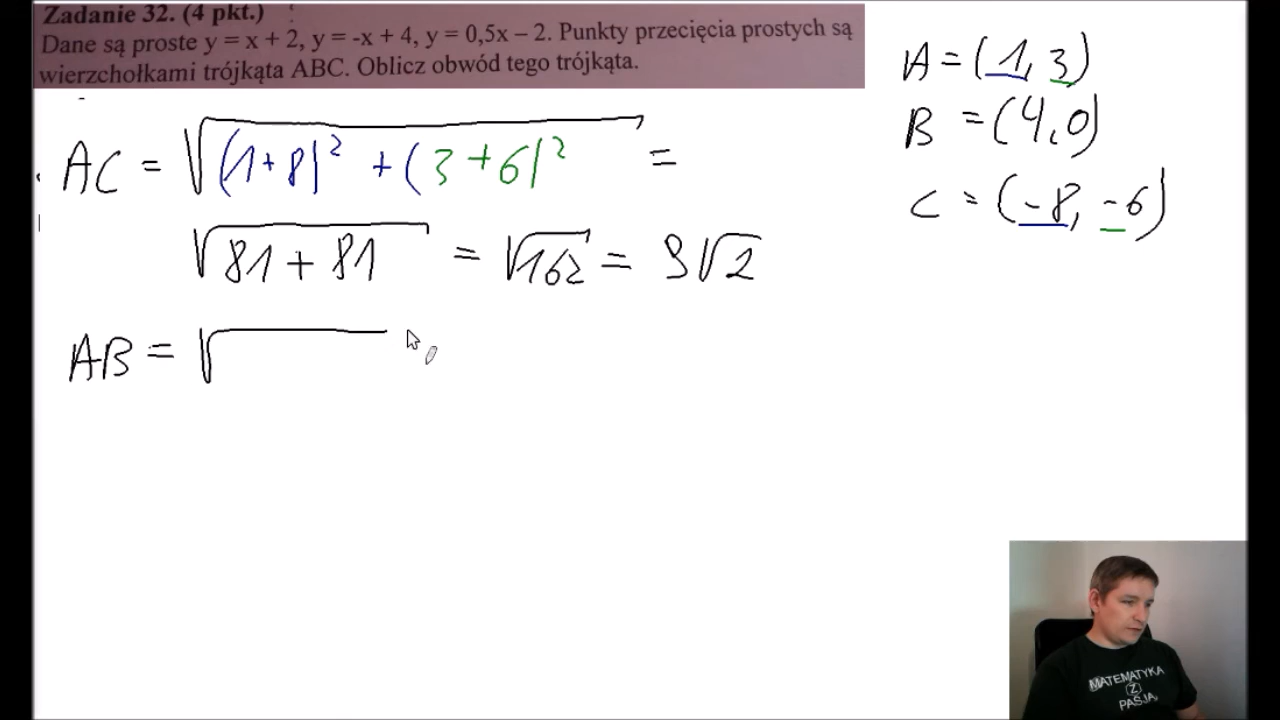 Zadanie 32. (4 pkt.)
Dane są proste y = x + 2, y = -x + 4, y = 0,5x – 2. Punkty przecięcia prostych są
wierzchołkami trójkąta ABC. Oblicz obwód tego trójkąta.
A = (1, 3)
B = (4,0)
C = (-8, -6)
AC = √(1+8)² + (3+6)² =
√81 + 81 = √162 = 9√2
AB = √
MATEMATYKA
Z
PASJĄ